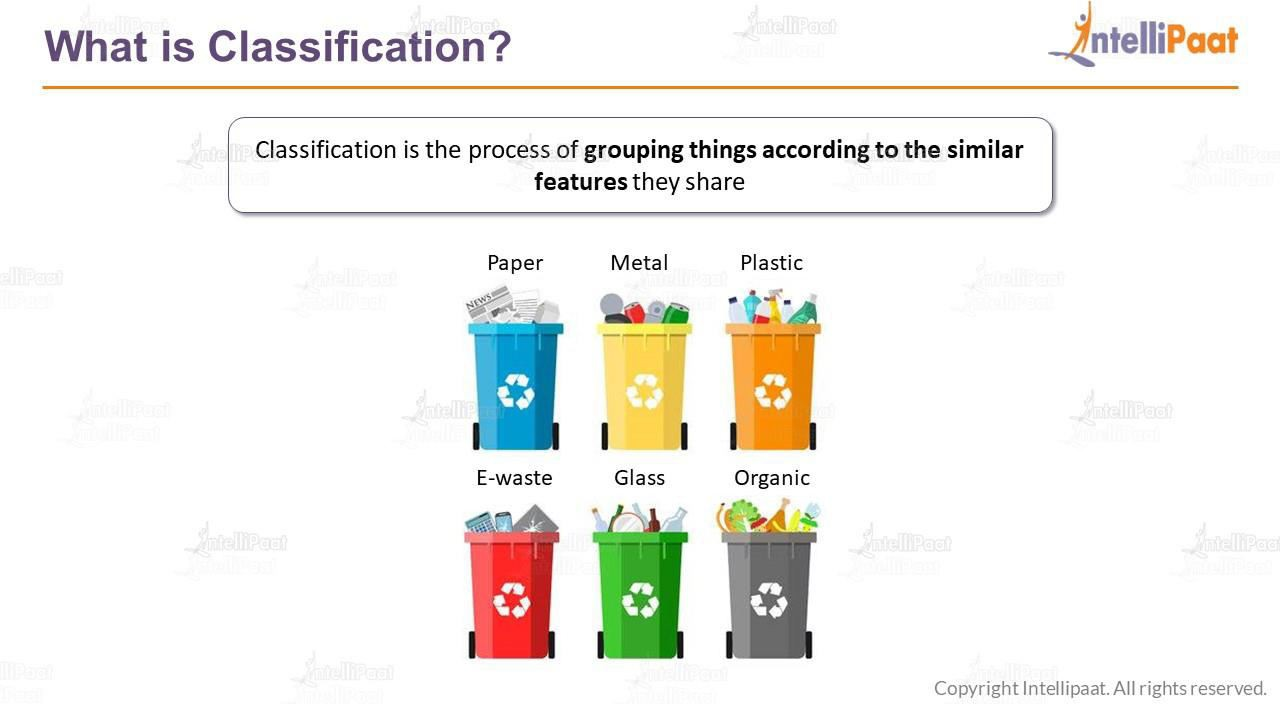 What is Classification?
IntelliPaat
Classification is the process of grouping things according to the similar
features they share
Paper Metal Plastic
NEWS
E-waste Glass Organic
Copyright Intellipaat. All rights reserved.